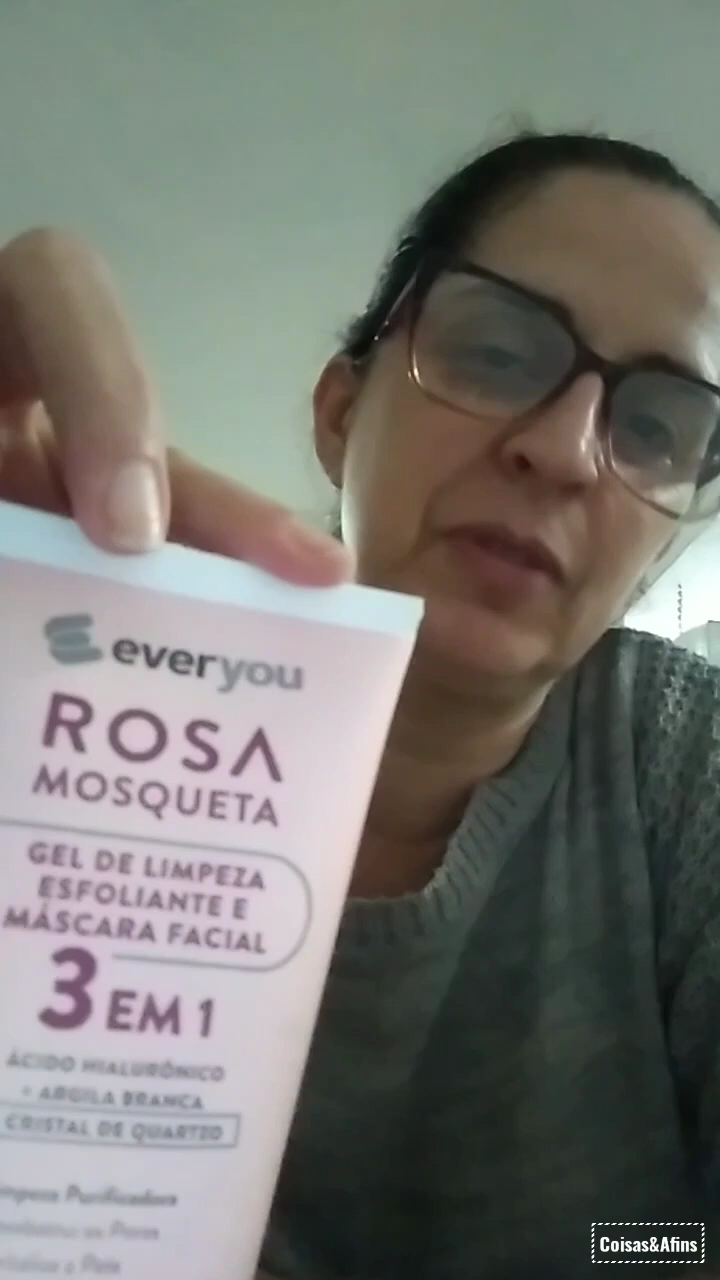 everyou
ROSA
MOSQUETA
GEL DE LIMPEZA
ESFOLIANTE E
MÁSCARA FACIAL
3 EM 1
ÁCIDO HIALURÔNICO
+ ARGILA BRANCA
CRISTAL DE QUARTZO
Purificadora
Coisas&Afins